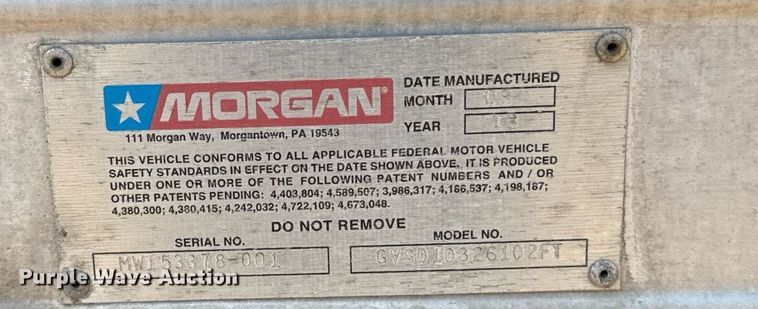 MORGAN®
111 Morgan Way, Morgantown, PA 19543
DATE MANUFACTURED
MONTH 09
YEAR 13
THIS VEHICLE CONFORMS TO ALL APPLICABLE FEDERAL MOTOR VEHICLE
SAFETY STANDARDS IN EFFECT ON THE DATE SHOWN ABOVE. IT IS PRODUCED
UNDER ONE OR MORE OF THE FOLLOWING PATENT NUMBERS AND / OR
OTHER PATENTS PENDING: 4,403,804; 4,589,507; 3,986,317; 4,166,537; 4,198,187;
4,380,300; 4,380,415; 4,242,032; 4,722,109; 4,673,048.
DO NOT REMOVE
SERIAL NO.
MODEL NO.
GVSD10326102FT
Purple Wave Auction